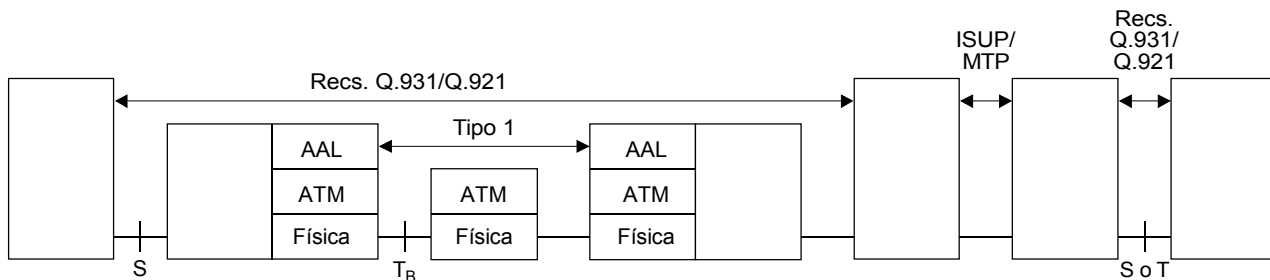 Recs. Q.931/Q.921
ISUP/
MTP
Recs.
Q.931/
Q.921
Tipo 1
AAL
AAL
ATM
ATM
ATM
Física
Física
Física
S
TB
S o T